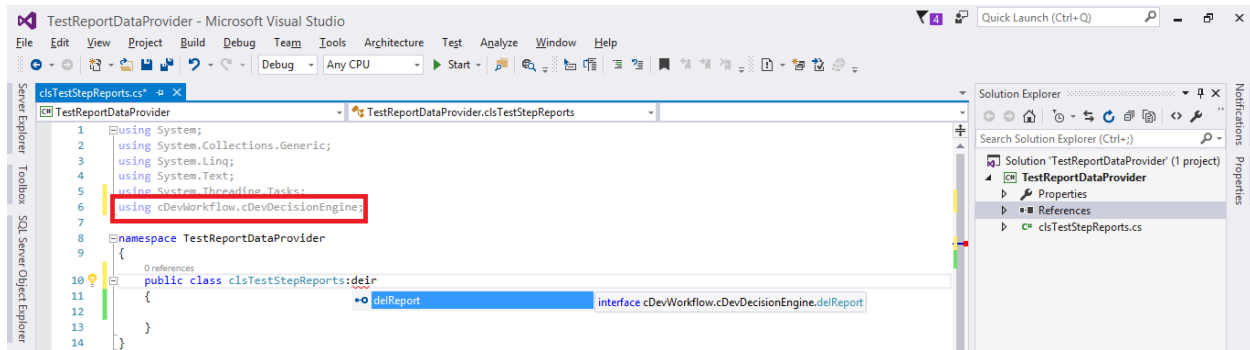 TestReportDataProvider - Microsoft Visual Studio
4
Quick Launch (Ctrl+Q)
File Edit View Project Build Debug Team Tools Architecture Test Analyze Window Help
Debug Any CPU Start
Server Explorer
Toolbox
SQL Server Object Explorer
clsTestStepReports.cs*
TestReportDataProvider TestReportDataProvider.clsTestStepReports
1 using System;
2 using System.Collections.Generic;
3 using System.Linq;
4 using System.Text;
5 using System.Threading.Tasks;
6 using cDevWorkflow.cDevDecisionEngine;
7
8 namespace TestReportDataProvider
9 {
0 references
10 public class clsTestStepReports:deir
11 {
delReport
interface cDevWorkflow.cDevDecisionEngine.delReport
12
13 }
14 }
Solution Explorer
Search Solution Explorer (Ctrl+;)
Solution 'TestReportDataProvider' (1 project)
C# TestReportDataProvider
Properties
References
C# clsTestStepReports.cs
Notifications
Properties